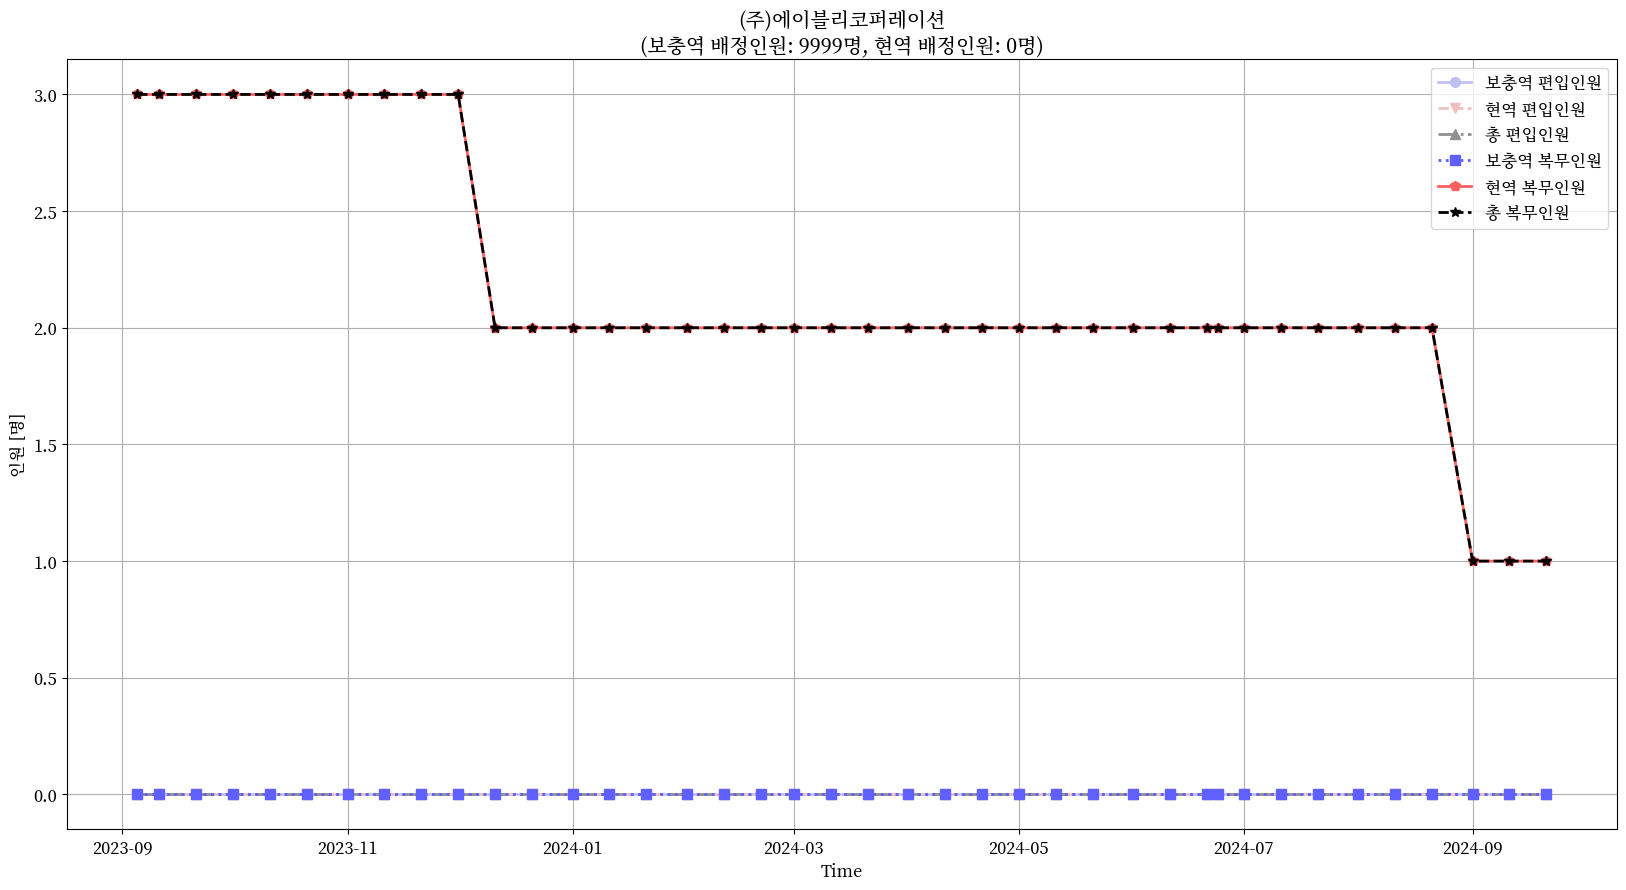 (주)에이블리코퍼레이션
(보충역 배정인원: 9999명, 현역 배정인원: 0명)
보충역 편입인원
현역 편입인원
총 편입인원
보충역 복무인원
현역 복무인원
총 복무인원
3.0
2.5
2.0
1.5
1.0
0.5
0.0
인원 [명]
2023-09
2023-11
2024-01
2024-03
2024-05
2024-07
2024-09
Time